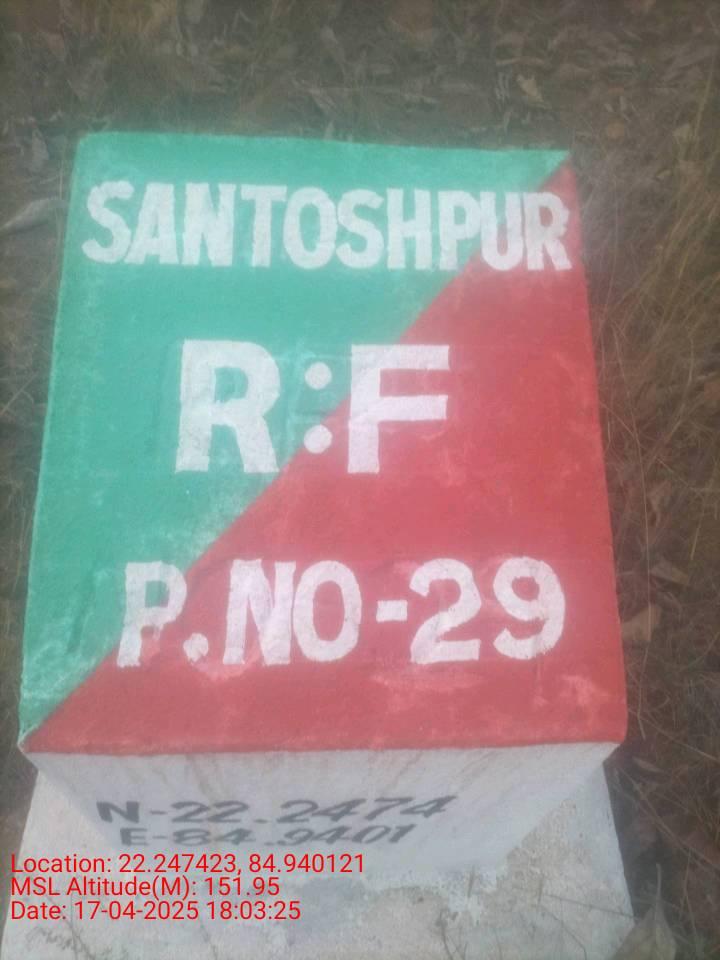 SANTOSHPUR
R:F
P.NO-29
N-22.2474
E-84.9401
Location: 22.247423, 84.940121
MSL Altitude(M): 151.95
Date: 17-04-2025 18:03:25